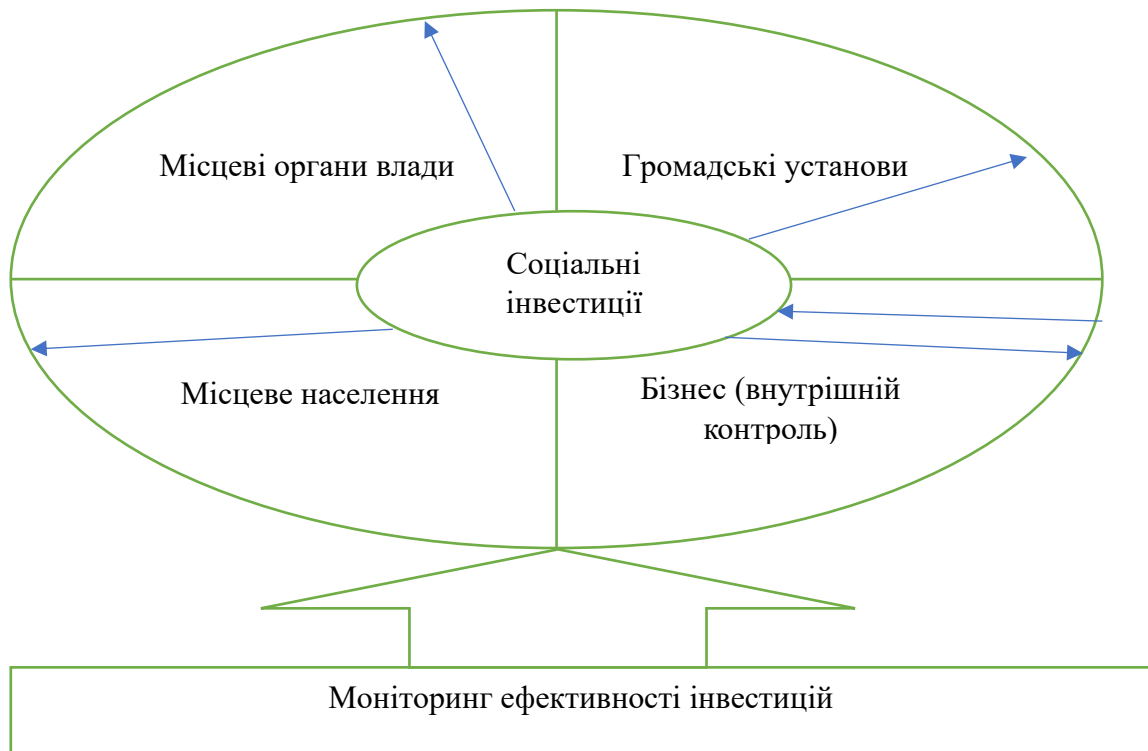 Місцеві органи влади
Громадські установи
Соціальні
інвестиції
Місцеве населення
Бізнес (внутрішній
контроль)
Моніторинг ефективності інвестицій